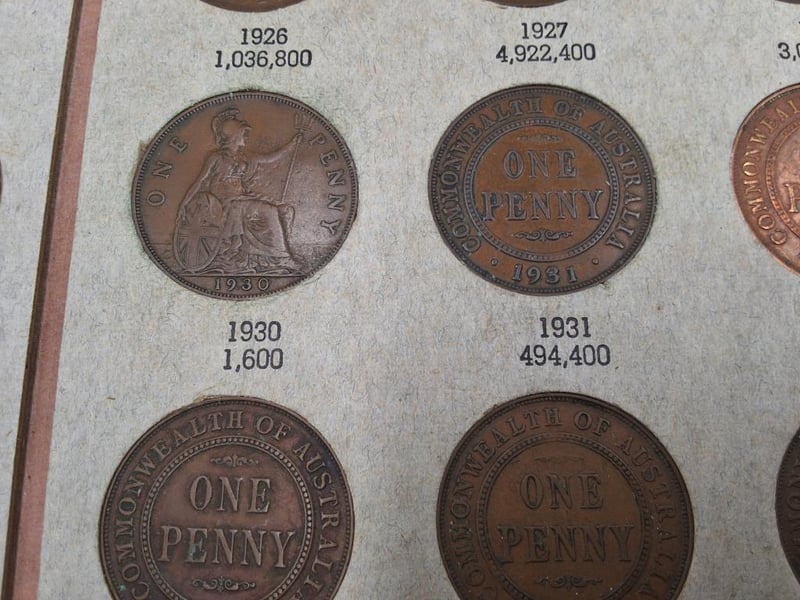 1926
1,036,800
1927
4,922,400
ONE PENNY
1930
COMMONWEALTH OF AUSTRALIA
ONE
PENNY
1931
COMMONWEALTH
1930
1,600
1931
494,400
COMMONWEALTH OF AUSTRALIA
ONE
PENNY
COMMONWEALTH OF AUSTRALIA
ONE
PENNY